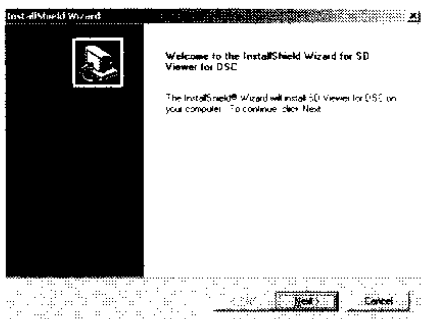 InstallShield Wizard
Welcome to the InstallShield Wizard for SD
Viewer for DSC
The InstallShield® Wizard will install SD Viewer for DSC on
your computer. To continue, click Next.
Next >
Cancel